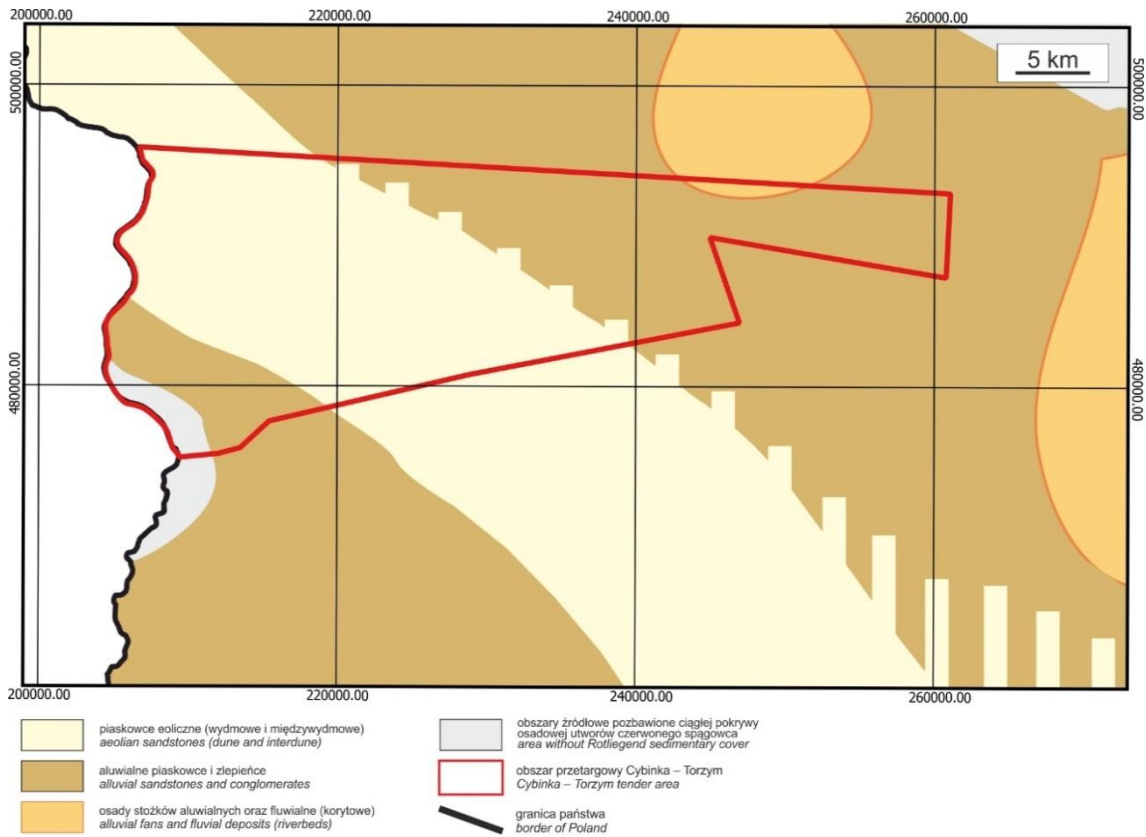 200000.00
220000.00
240000.00
260000.00
5 km
500000.00
500000.00
480000.00
480000.00
200000.00
220000.00
240000.00
260000.00
piaskowce eoliczne (wydmowe i międzywydmowe)
aeolian sandstones (dune and interdune)
aluwialne piaskowce i zlepieńce
alluvial sandstones and conglomerates
osady stożków aluwialnych oraz fluwialne (korytowe)
alluvial fans and fluvial deposits (riverbeds)
obszary źródłowe pozbawione ciągłej pokrywy
osadowej utworów czerwonego spągowca
area without Rotliegend sedimentary cover
obszar przetargowy Cybinka – Torzym
Cybinka – Torzym tender area
granica państwa
border of Poland